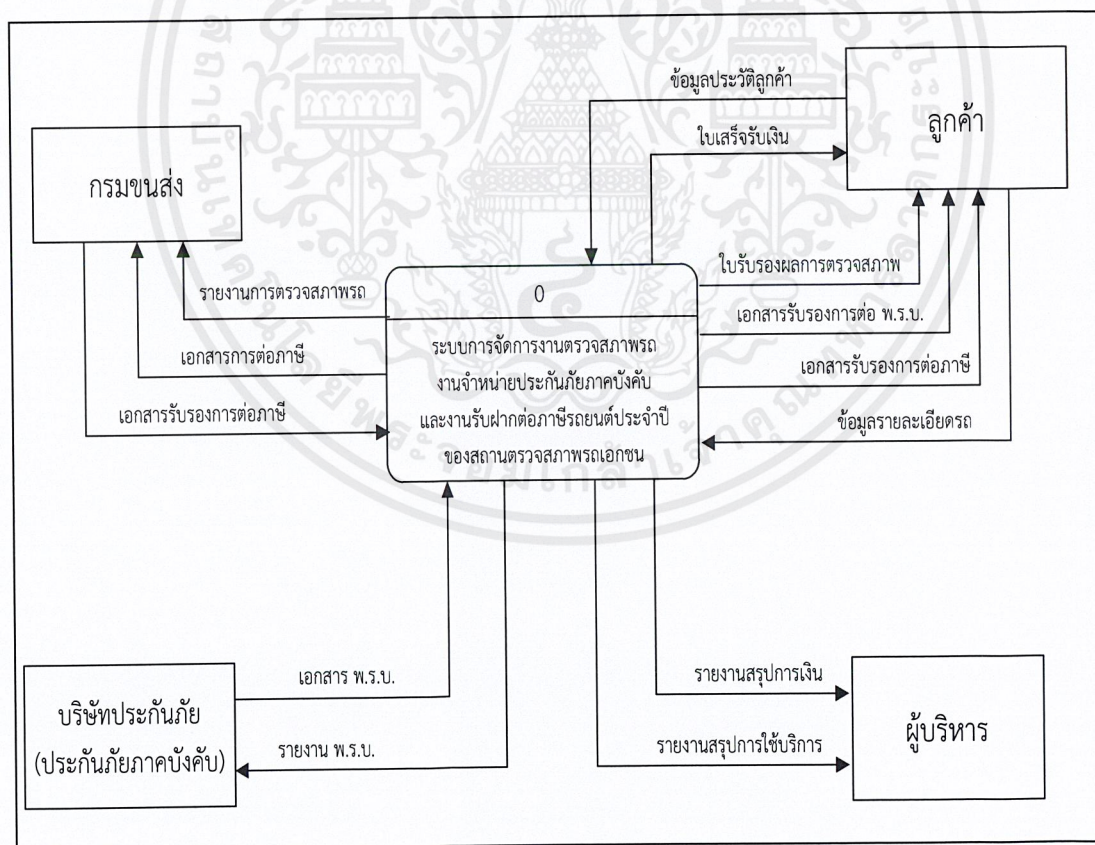 ข้อมูลประวัติลูกค้า
ลูกค้า
ใบเสร็จรับเงิน
กรมขนส่ง
ใบรับรองผลการตรวจสภาพ
รายงานการตรวจสภาพรถ
0
เอกสารรับรองการต่อ พ.ร.บ.
ระบบการจัดการงานตรวจสภาพรถ
งานจำหน่ายประกันภัยภาคบังคับ
และงานรับฝากต่อภาษีรถยนต์ประจำปี
ของสถานตรวจสภาพรถเอกชน
เอกสารการต่อภาษี
เอกสารรับรองการต่อภาษี
เอกสารรับรองการต่อภาษี
ข้อมูลรายละเอียดรถ
เอกสาร พ.ร.บ.
รายงานสรุปการเงิน
บริษัทประกันภัย
(ประกันภัยภาคบังคับ)
ผู้บริหาร
รายงาน พ.ร.บ.
รายงานสรุปการใช้บริการ